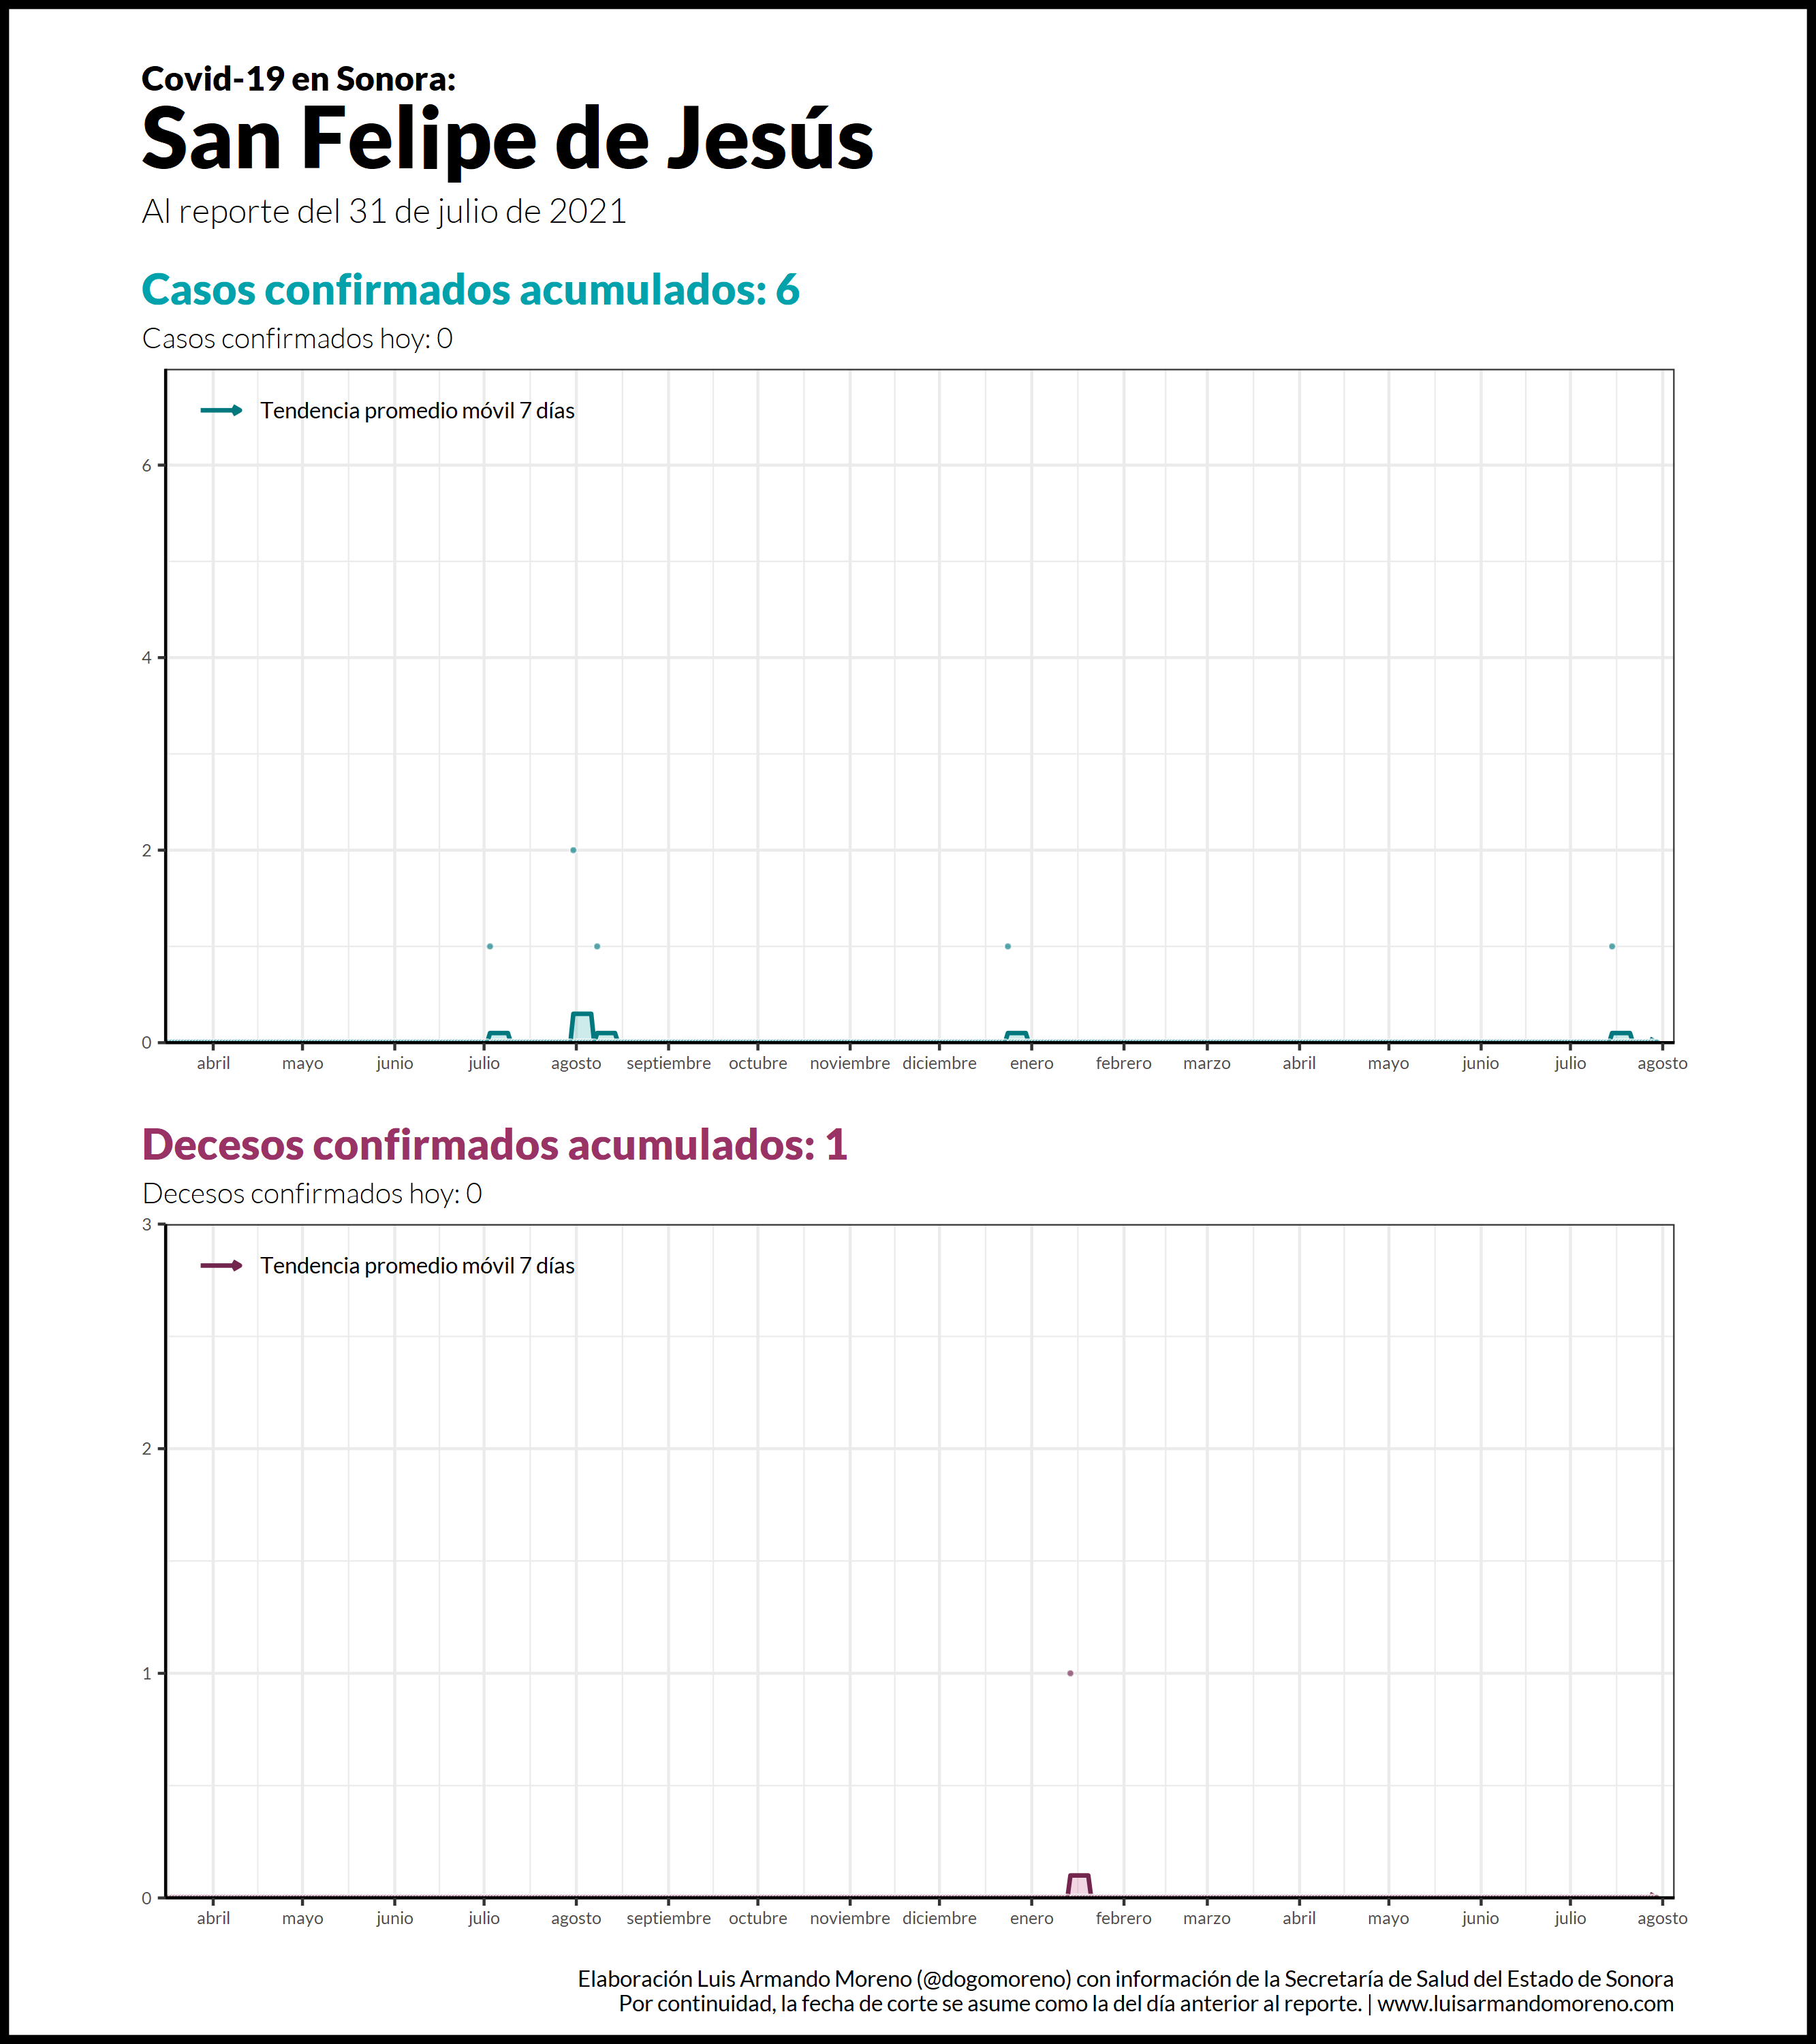 Covid-19 en Sonora:
San Felipe de Jesús
Al reporte del 31 de julio de 2021
Casos confirmados acumulados: 6
Casos confirmados hoy: 0
Tendencia promedio móvil 7 días
6
4
2
0
abril mayo junio julio agosto septiembre octubre noviembre diciembre enero febrero marzo abril mayo junio julio agosto
Decesos confirmados acumulados: 1
Decesos confirmados hoy: 0
3
Tendencia promedio móvil 7 días
2
1
0
abril mayo junio julio agosto septiembre octubre noviembre diciembre enero febrero marzo abril mayo junio julio agosto
Elaboración Luis Armando Moreno (@dogomoreno) con información de la Secretaría de Salud del Estado de Sonora
Por continuidad, la fecha de corte se asume como la del día anterior al reporte. | www.luisarmandomoreno.com